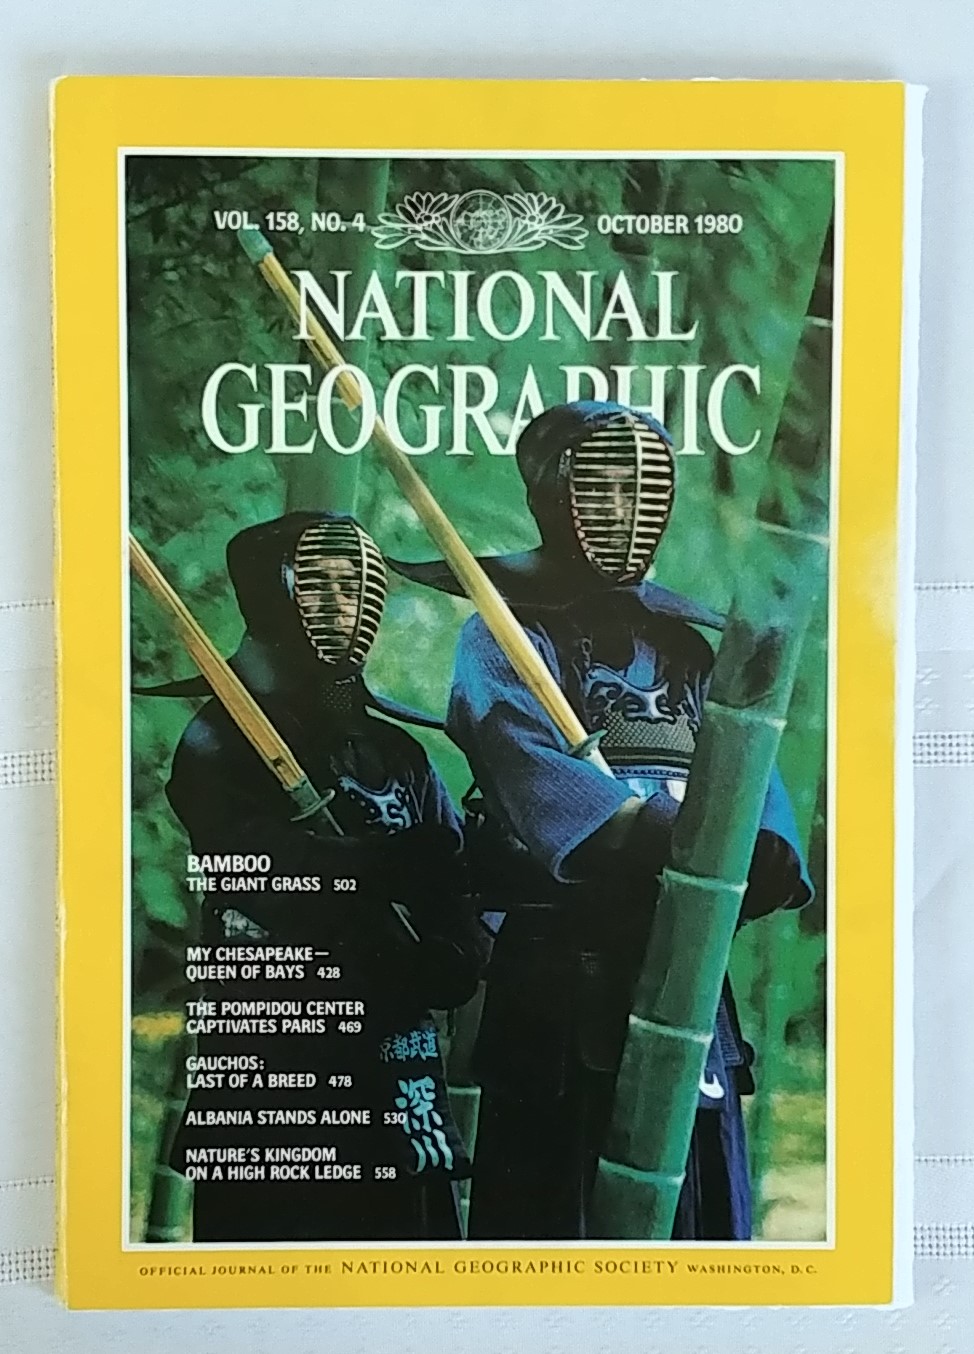 VOL. 158, NO. 4
OCTOBER 1980
NATIONAL
GEOGRAPHIC
BAMBOO
THE GIANT GRASS 502
MY CHESAPEAKE—
QUEEN OF BAYS 428
THE POMPIDOU CENTER
CAPTIVATES PARIS 469
GAUCHOS:
LAST OF A BREED 478
ALBANIA STANDS ALONE 530
NATURE'S KINGDOM
ON A HIGH ROCK LEDGE 558
京都武道
深川
OFFICIAL JOURNAL OF THE NATIONAL GEOGRAPHIC SOCIETY WASHINGTON, D.C.